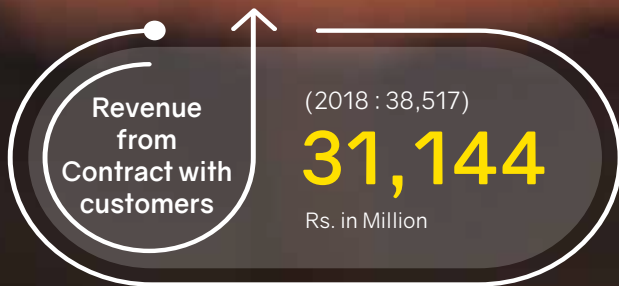 Revenue
from
Contract with
customers
(2018 : 38,517)
31,144
Rs. in Million